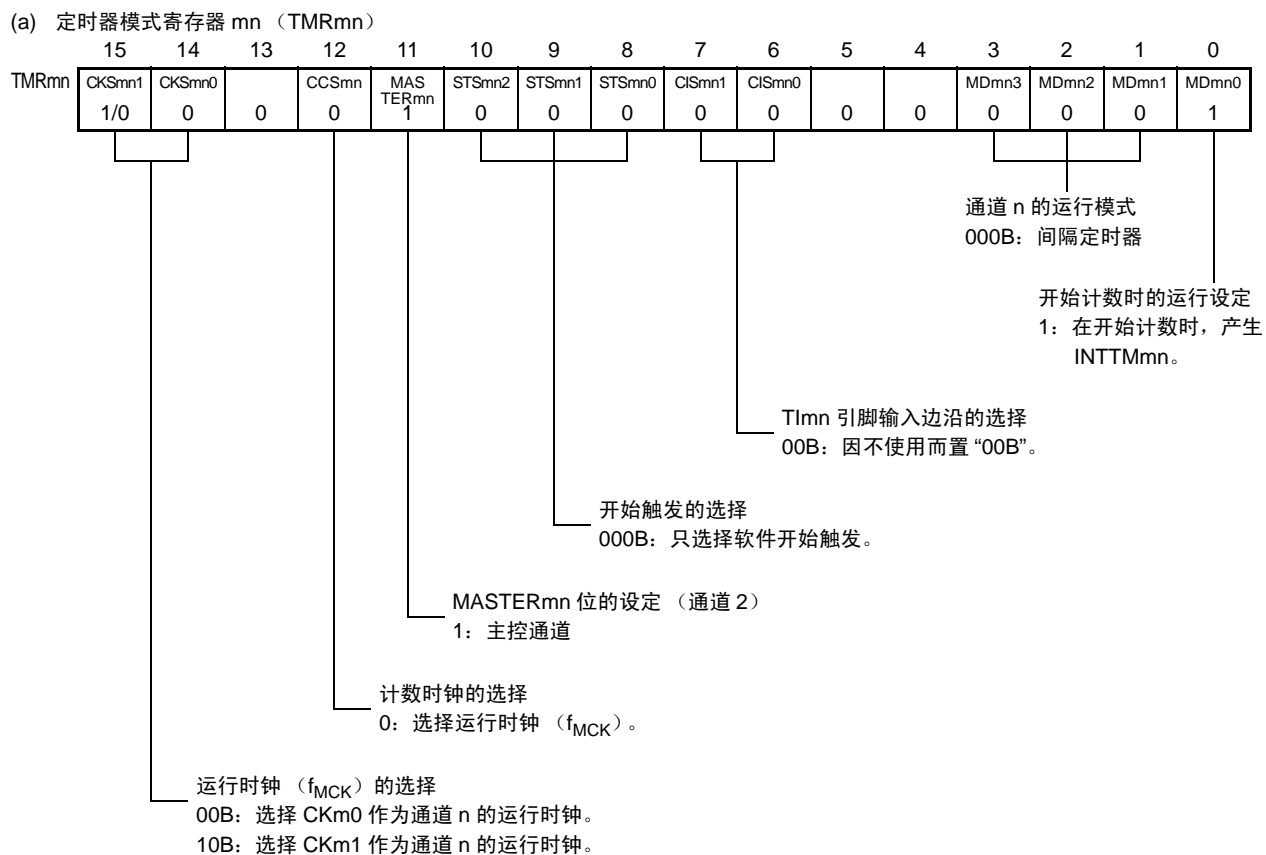 (a) 定时器模式寄存器 mn （TMRmn）
15 14 13 12 11 10 9 8 7 6 5 4 3 2 1 0
TMRmn CKSmn1 CKSmn0 CCSmn MAS TERmn STSmn2 STSmn1 STSmn0 CISmn1 CISmn0 MDmn3 MDmn2 MDmn1 MDmn0
1/0 0 0 0 1 0 0 0 0 0 0 0 0 0 0 1
通道 n 的运行模式
000B：间隔定时器
开始计数时的运行设定
1：在开始计数时，产生
INTTMmn。
TImn 引脚输入边沿的选择
00B：因不使用而置 “00B”。
开始触发的选择
000B：只选择软件开始触发。
MASTERmn 位的设定 （通道 2）
1：主控通道
计数时钟的选择
0：选择运行时钟 （fMCK）。
运行时钟 （fMCK）的选择
00B：选择 CKm0 作为通道 n 的运行时钟。
10B：选择 CKm1 作为通道 n 的运行时钟。